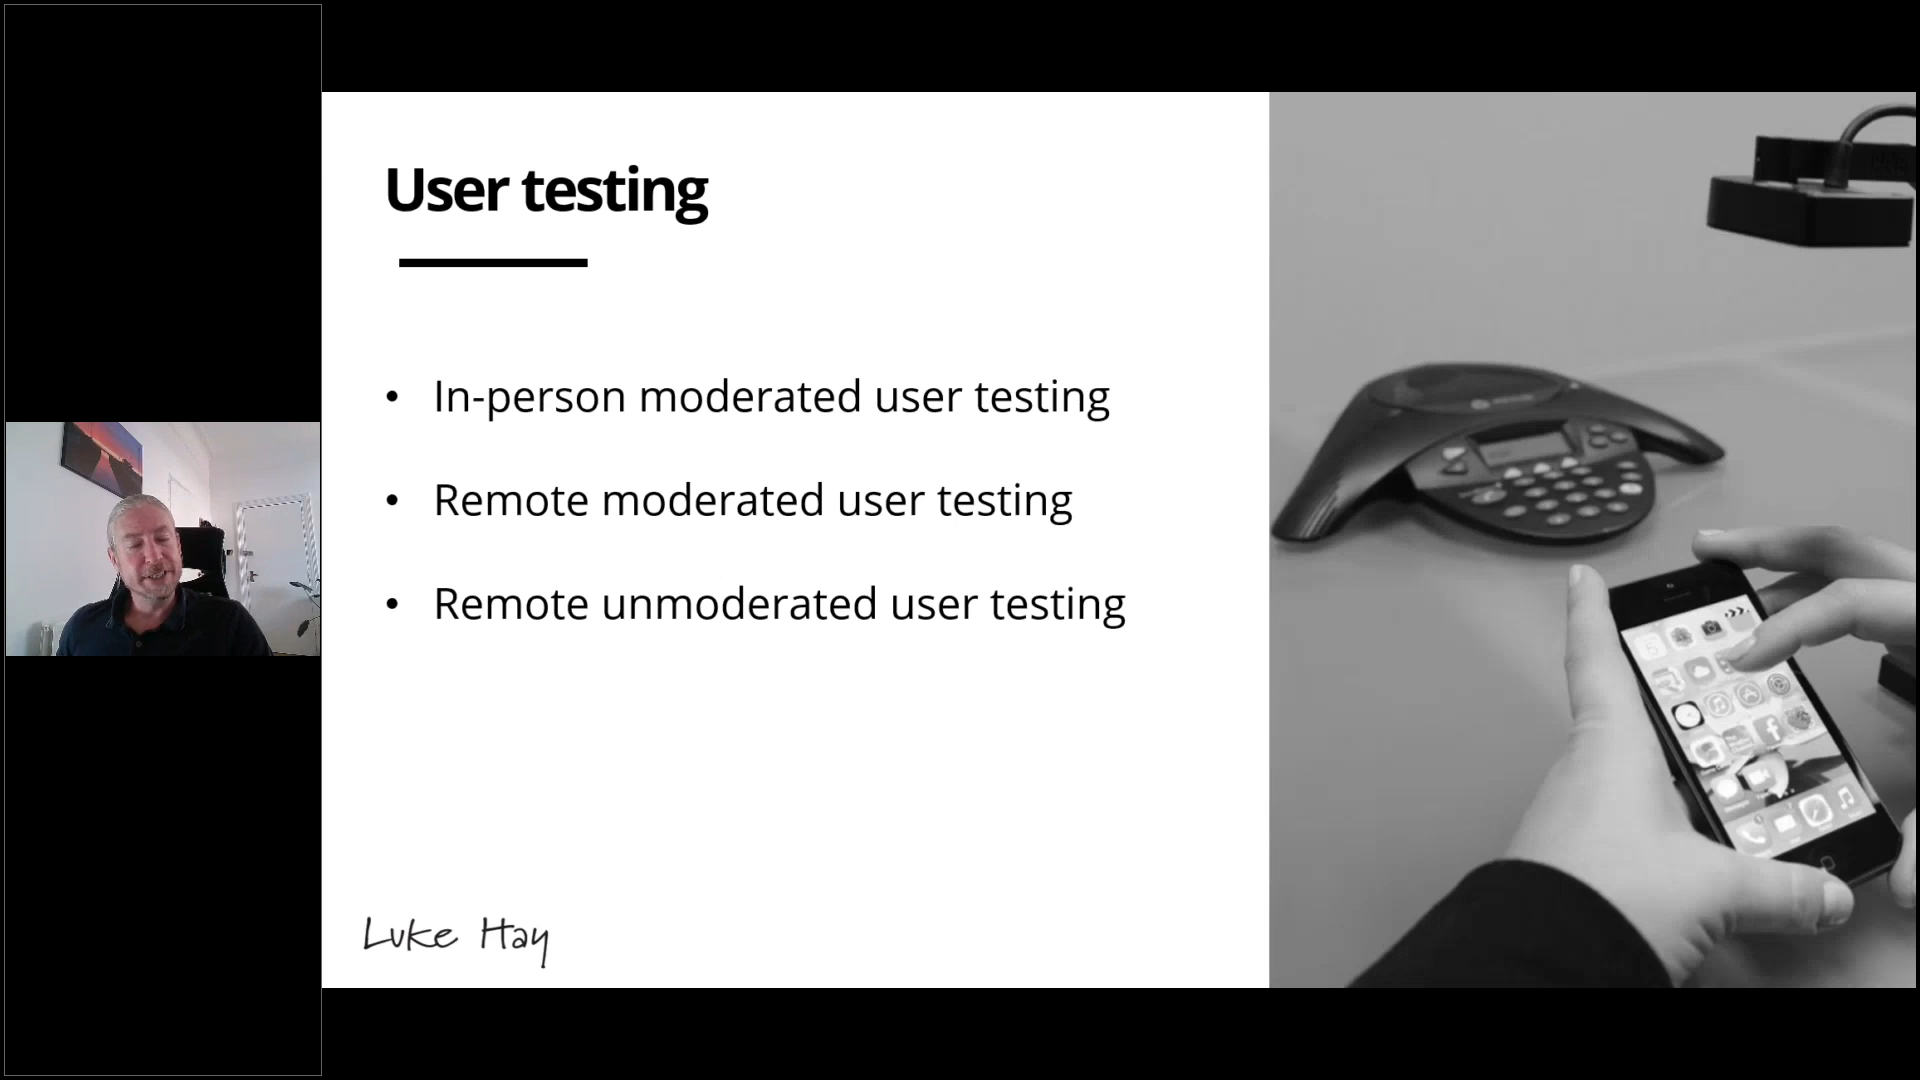 User testing
• In-person moderated user testing
• Remote moderated user testing
• Remote unmoderated user testing
Luke Hay